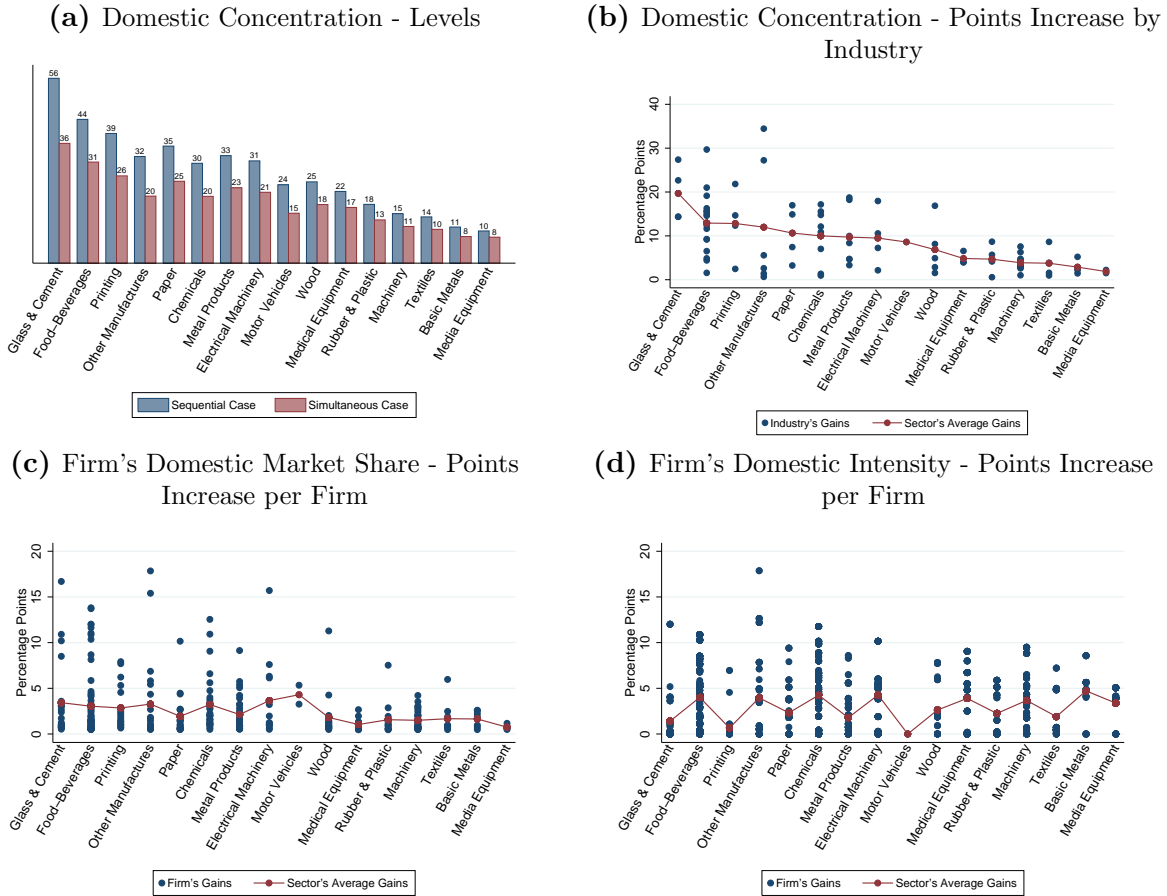 (a) Domestic Concentration - Levels
56
36
44
31
39
26
32
20
35
25
30
20
33
23
31
21
24
15
25
18
22
17
18
13
15
11
14
10
11
8
10
8
Glass & Cement
Food–Beverages
Printing
Other Manufactures
Paper
Chemicals
Metal Products
Electrical Machinery
Motor Vehicles
Wood
Medical Equipment
Rubber & Plastic
Machinery
Textiles
Basic Metals
Media Equipment
Sequential Case
Simultaneous Case
(b) Domestic Concentration - Points Increase by
Industry
Percentage Points
40
30
20
10
0
Glass & Cement
Food–Beverages
Printing
Other Manufactures
Paper
Chemicals
Metal Products
Electrical Machinery
Motor Vehicles
Wood
Medical Equipment
Rubber & Plastic
Machinery
Textiles
Basic Metals
Media Equipment
Industry's Gains
Sector's Average Gains
(c) Firm's Domestic Market Share - Points
Increase per Firm
Percentage Points
20
15
10
5
0
Glass & Cement
Food–Beverages
Printing
Other Manufactures
Paper
Chemicals
Metal Products
Electrical Machinery
Motor Vehicles
Wood
Medical Equipment
Rubber & Plastic
Machinery
Textiles
Basic Metals
Media Equipment
Firm's Gains
Sector's Average Gains
(d) Firm's Domestic Intensity - Points Increase
per Firm
Percentage Points
20
15
10
5
0
Glass & Cement
Food–Beverages
Printing
Other Manufactures
Paper
Chemicals
Metal Products
Electrical Machinery
Motor Vehicles
Wood
Medical Equipment
Rubber & Plastic
Machinery
Textiles
Basic Metals
Media Equipment
Firm's Gains
Sector's Average Gains